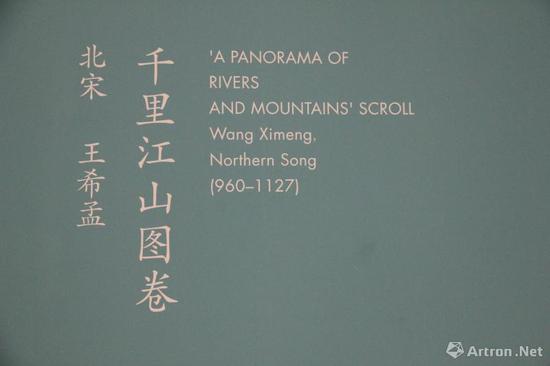 千里江山图卷
北宋 王希孟
'A PANORAMA OF
RIVERS
AND MOUNTAINS' SCROLL
Wang Ximeng,
Northern Song
(960–1127)
Artron.Net